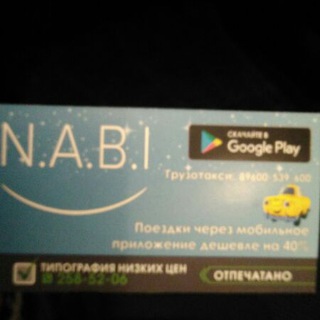 N.A.B.I
СКАЧАЙТЕ В
Google Play
Грузотакси: 89600-539-600
Поездки через мобильное
приложение дешевле на 40%
ТИПОГРАФИЯ НИЗКИХ ЦЕН
258-52-06
ОТПЕЧАТАНО